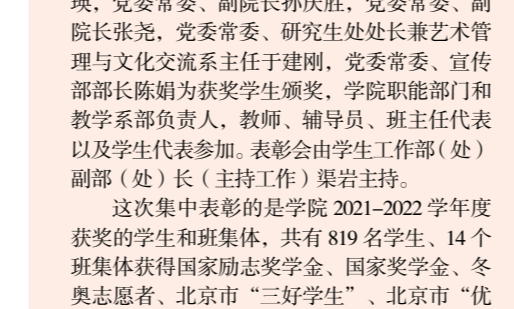 瑛，党委常委、副院长孙庆胜，党委常委、副
院长张尧，党委常委、研究生处处长兼艺术管
理与文化交流系主任于建刚，党委常委、宣传
部部长陈娟为获奖学生颁奖，学院职能部门和
教学系部负责人，教师、辅导员、班主任代表
以及学生代表参加。表彰会由学生工作部（处）
副部（处）长（主持工作）渠岩主持。
这次集中表彰的是学院 2021–2022 学年度
获奖的学生和班集体，共有 819 名学生、14 个
班集体获得国家励志奖学金、国家奖学金、冬
奥志愿者、北京市“三好学生”、北京市“优